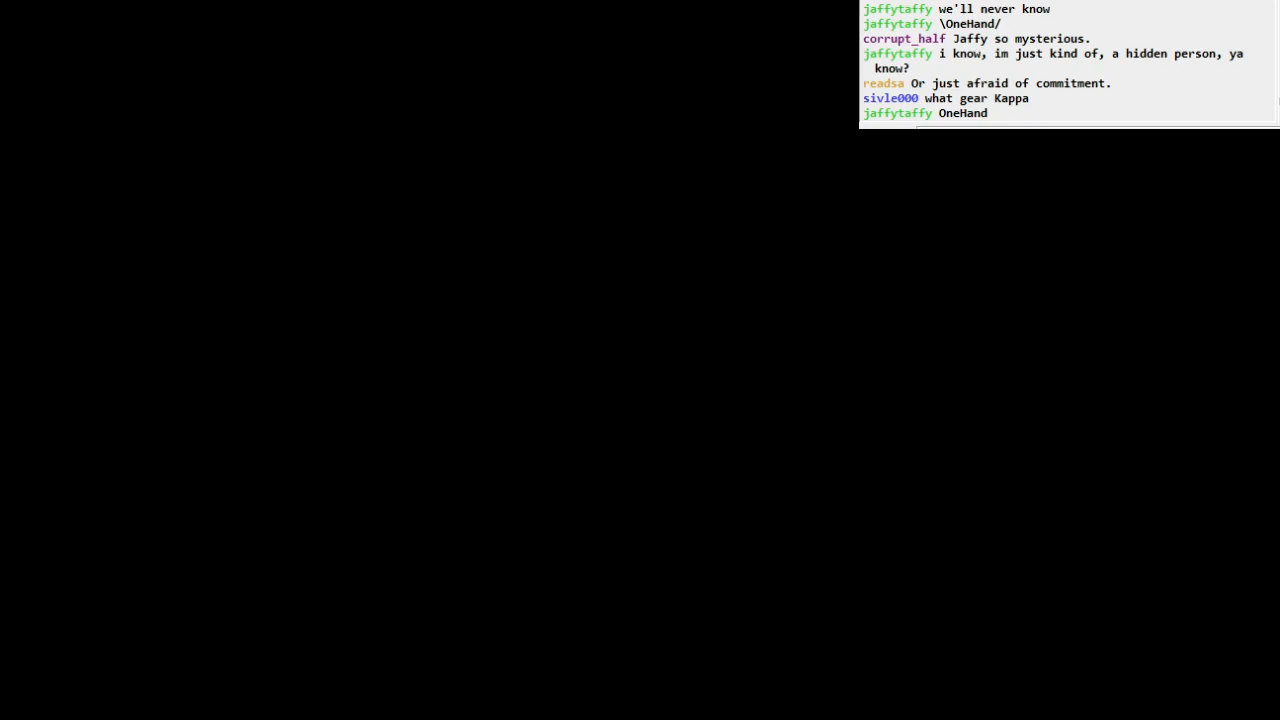 jaffytaffy we'll never know
jaffytaffy \OneHand/
corrupt_half Jaffy so mysterious.
jaffytaffy i know, im just kind of, a hidden person, ya
know?
readsa Or just afraid of commitment.
sivle000 what gear Kappa
jaffytaffy OneHand